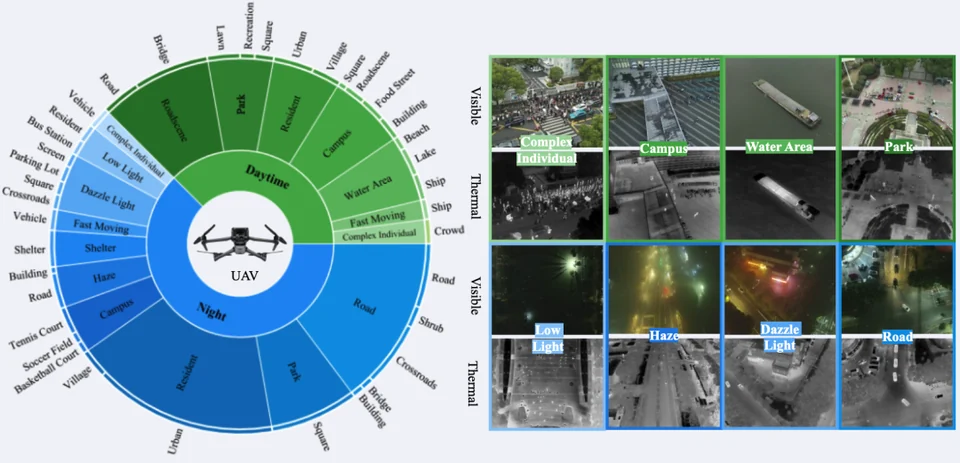 UAV
Daytime
Night
Roadscene
Park
Resident
Campus
Water Area
Fast Moving
Complex Individual
Road
Park
Resident
Campus
Haze
Shelter
Fast Moving
Dazzle Light
Low Light
Complex Individual
Road
Bridge
Lawn
Recreation
Square
Urban
Village
Square
Roadscene
Food Street
Building
Beach
Lake
Ship
Ship
Crowd
Road
Shrub
Crossroads
Bridge
Building
Square
Urban
Village
Basketball Court
Soccer Field
Tennis Court
Road
Building
Shelter
Vehicle
Crossroads
Square
Parking Lot
Screen
Bus Station
Resident
Vehicle
Visible
Thermal
Visible
Thermal
Complex
Individual
Campus
Water Area
Park
Low
Light
Haze
Dazzle
Light
Road